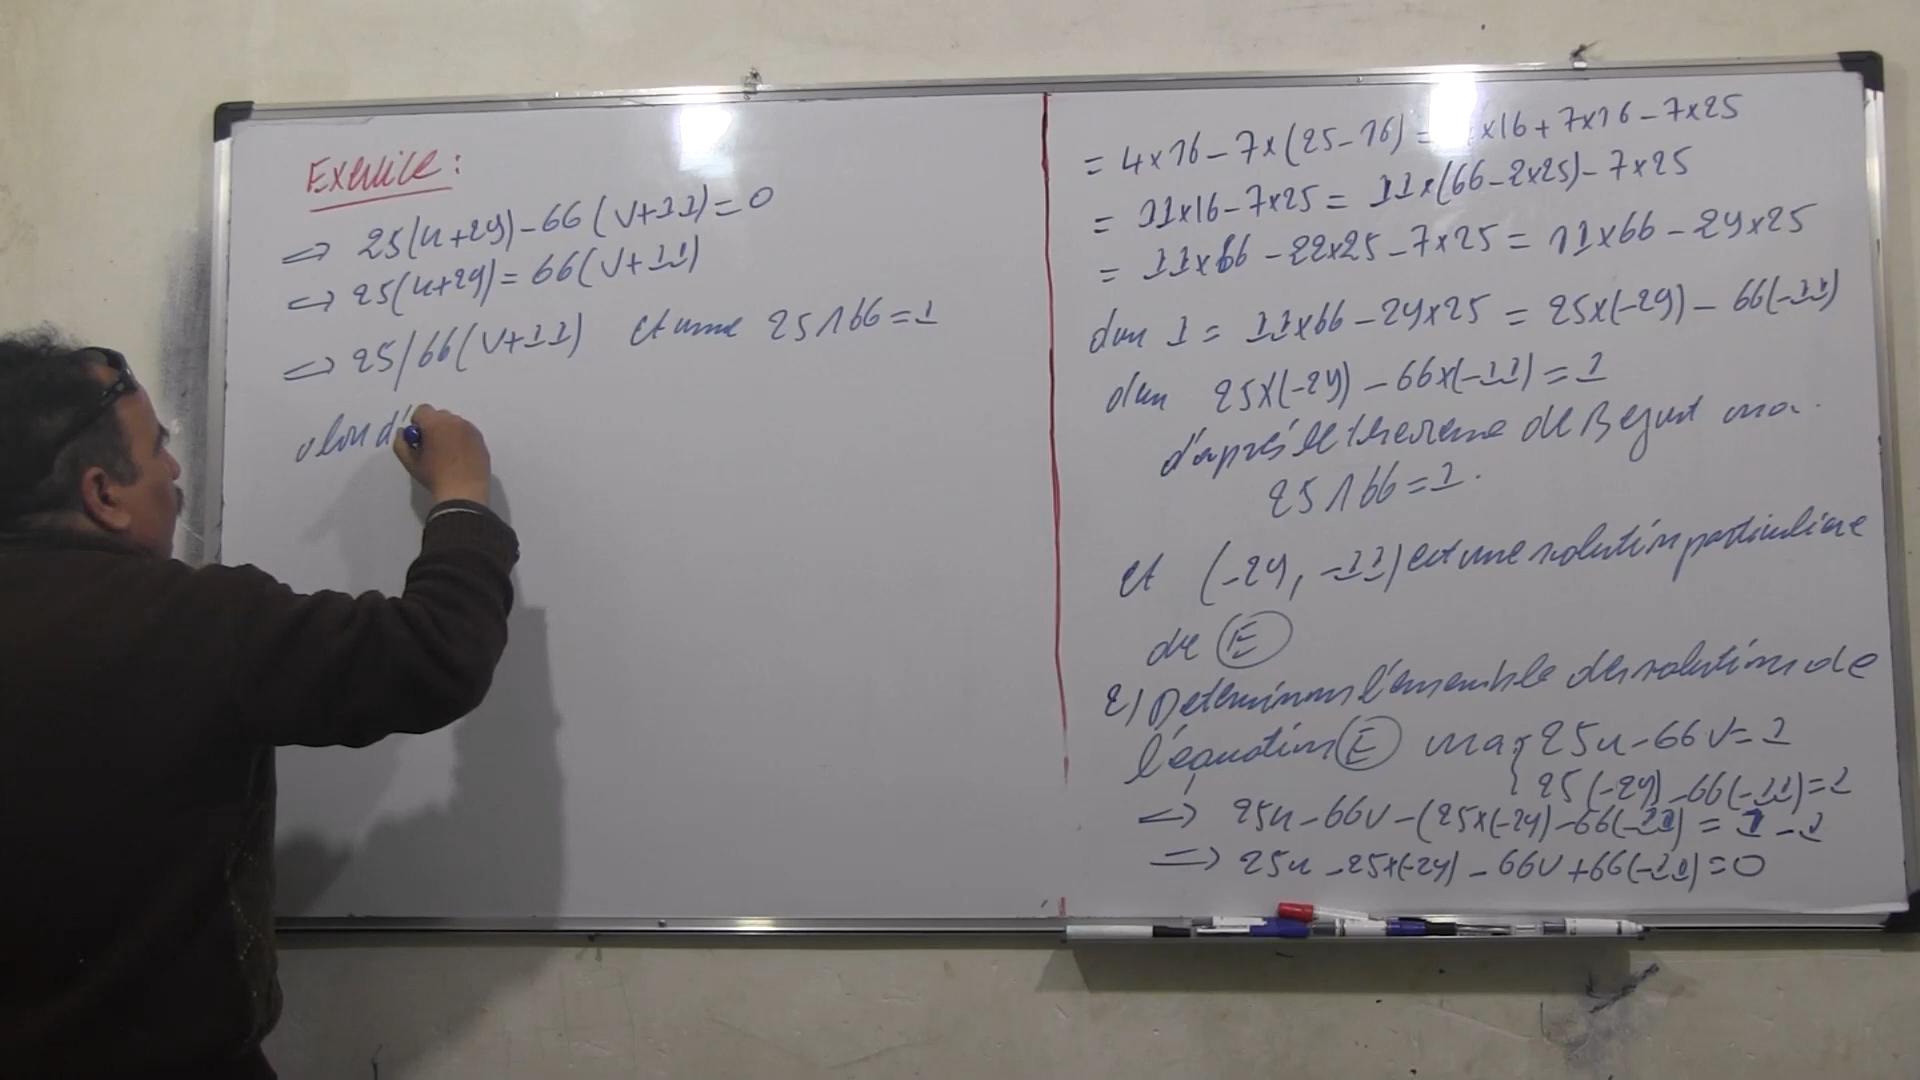 Exercice :
⇒ 25(u+29) - 66(v+11) = 0
⇒ 25(u+29) = 66(v+11)
⇒ 25/66(v+11) et comme 25∧66 = 1
alors d'
= 4×16 - 7×(25-16) = 4×16 + 7×16 - 7×25
= 11×16 - 7×25 = 11×(66-2×25) - 7×25
= 11×66 - 22×25 - 7×25 = 11×66 - 29×25
donc 1 = 11×66 - 29×25 = 25×(-29) - 66(-11)
donc 25×(-29) - 66×(-11) = 1
d'après le théorème de Bezout on a
25∧66 = 1.
et (-29, -11) est une solution particulière
de (E)
2/ Déterminons l'ensemble des solutions de
l'équation (E) on a { 25u - 66v = 1
25(-29) - 66(-11) = 1
⇒ 25u - 66v - (25×(-29) - 66(-11)) = 1 - 1
⇒ 25u - 25×(-29) - 66v + 66(-11) = 0